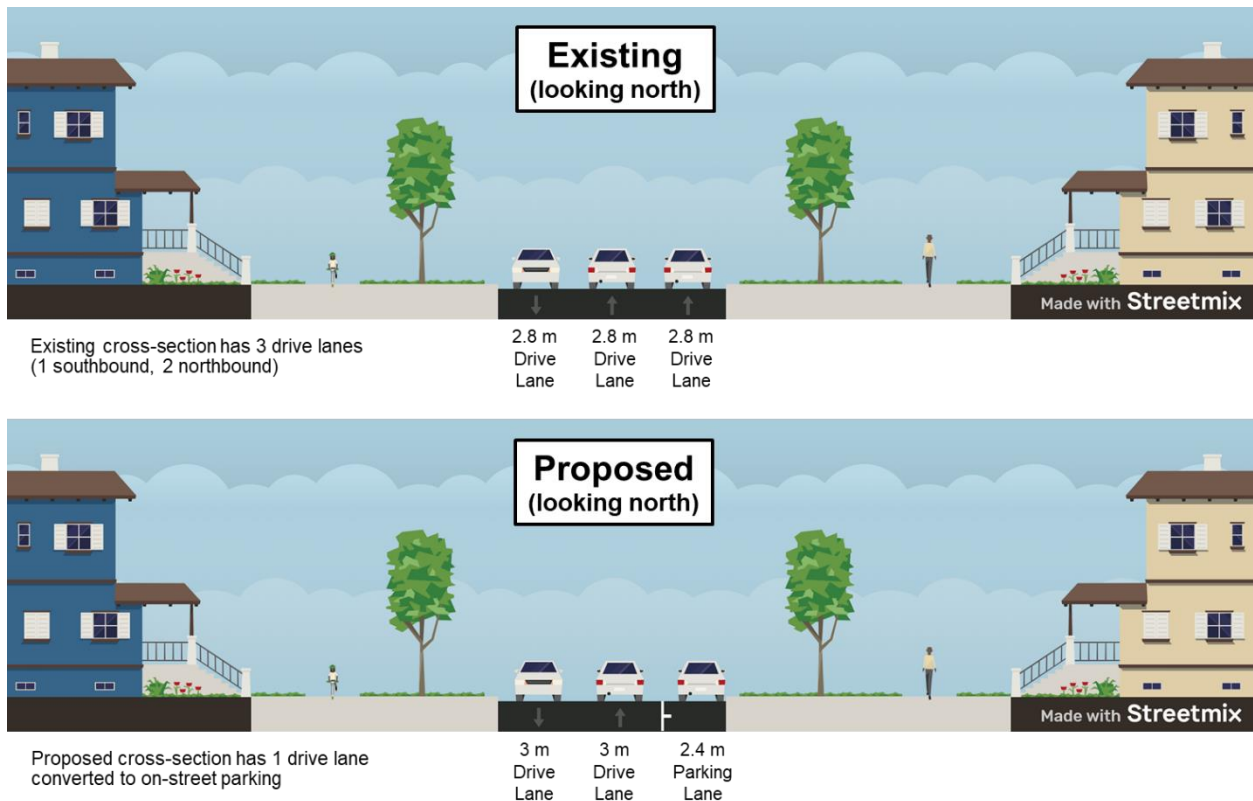 Existing
(looking north)
Made with Streetmix
Existing cross-section has 3 drive lanes
(1 southbound, 2 northbound)
2.8 m
Drive
Lane
2.8 m
Drive
Lane
2.8 m
Drive
Lane
Proposed
(looking north)
Made with Streetmix
Proposed cross-section has 1 drive lane
converted to on-street parking
3 m
Drive
Lane
3 m
Drive
Lane
2.4 m
Parking
Lane